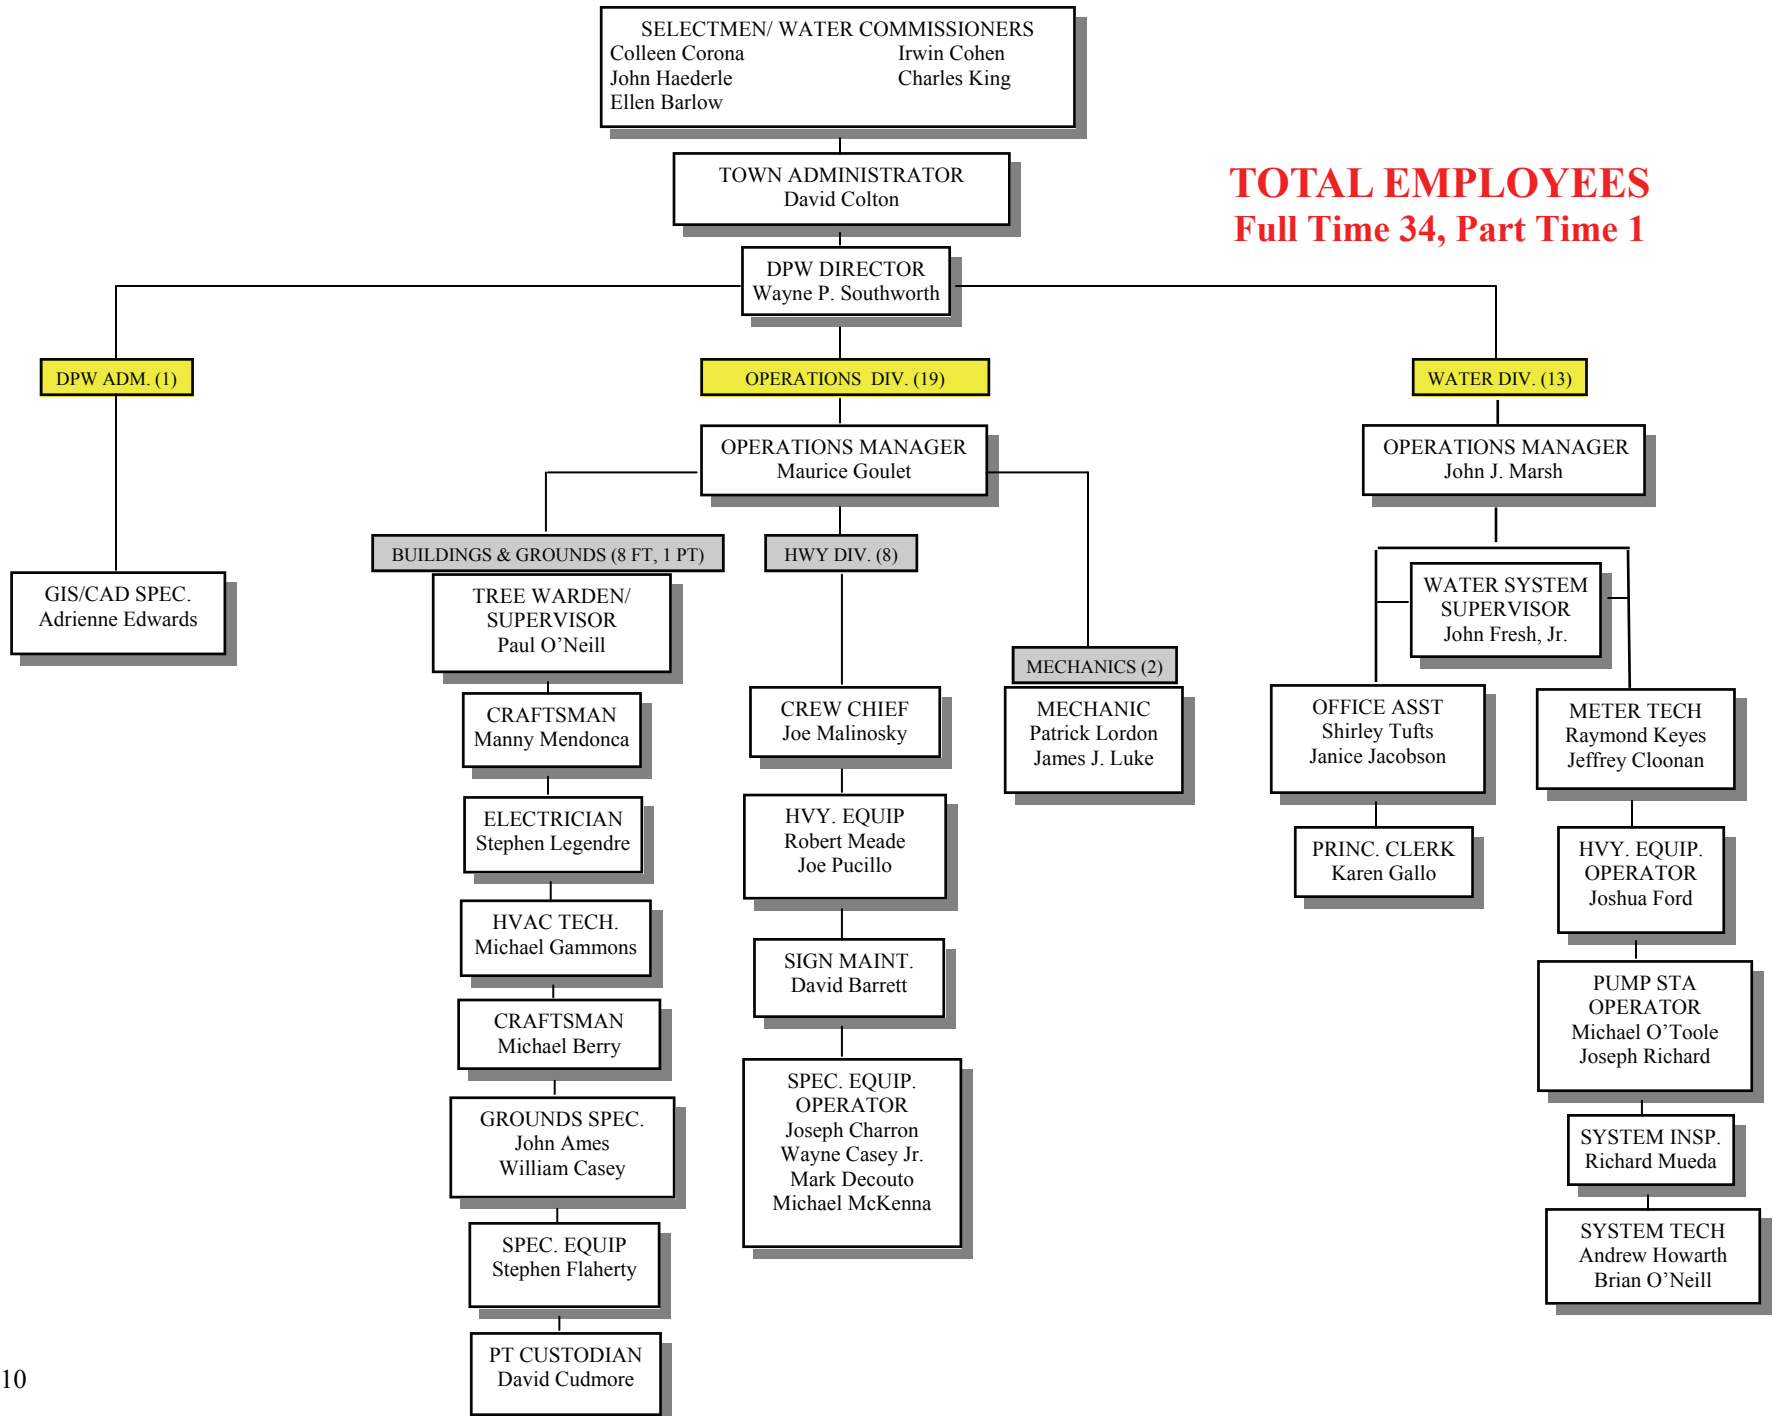 SELECTMEN/ WATER COMMISSIONERS
Colleen Corona Irwin Cohen
John Haederle Charles King
Ellen Barlow
TOWN ADMINISTRATOR
David Colton
TOTAL EMPLOYEES
Full Time 34, Part Time 1
DPW DIRECTOR
Wayne P. Southworth
DPW ADM. (1)
GIS/CAD SPEC.
Adrienne Edwards
OPERATIONS DIV. (19)
OPERATIONS MANAGER
Maurice Goulet
BUILDINGS & GROUNDS (8 FT, 1 PT)
TREE WARDEN/
SUPERVISOR
Paul O’Neill
CRAFTSMAN
Manny Mendonca
ELECTRICIAN
Stephen Legendre
HVAC TECH.
Michael Gammons
CRAFTSMAN
Michael Berry
GROUNDS SPEC.
John Ames
William Casey
SPEC. EQUIP
Stephen Flaherty
PT CUSTODIAN
David Cudmore
HWY DIV. (8)
CREW CHIEF
Joe Malinosky
HVY. EQUIP
Robert Meade
Joe Pucillo
SIGN MAINT.
David Barrett
SPEC. EQUIP.
OPERATOR
Joseph Charron
Wayne Casey Jr.
Mark Decouto
Michael McKenna
MECHANICS (2)
MECHANIC
Patrick Lordon
James J. Luke
WATER DIV. (13)
OPERATIONS MANAGER
John J. Marsh
WATER SYSTEM
SUPERVISOR
John Fresh, Jr.
OFFICE ASST
Shirley Tufts
Janice Jacobson
PRINC. CLERK
Karen Gallo
METER TECH
Raymond Keyes
Jeffrey Cloonan
HVY. EQUIP.
OPERATOR
Joshua Ford
PUMP STA
OPERATOR
Michael O’Toole
Joseph Richard
SYSTEM INSP.
Richard Mueda
SYSTEM TECH
Andrew Howarth
Brian O’Neill
10